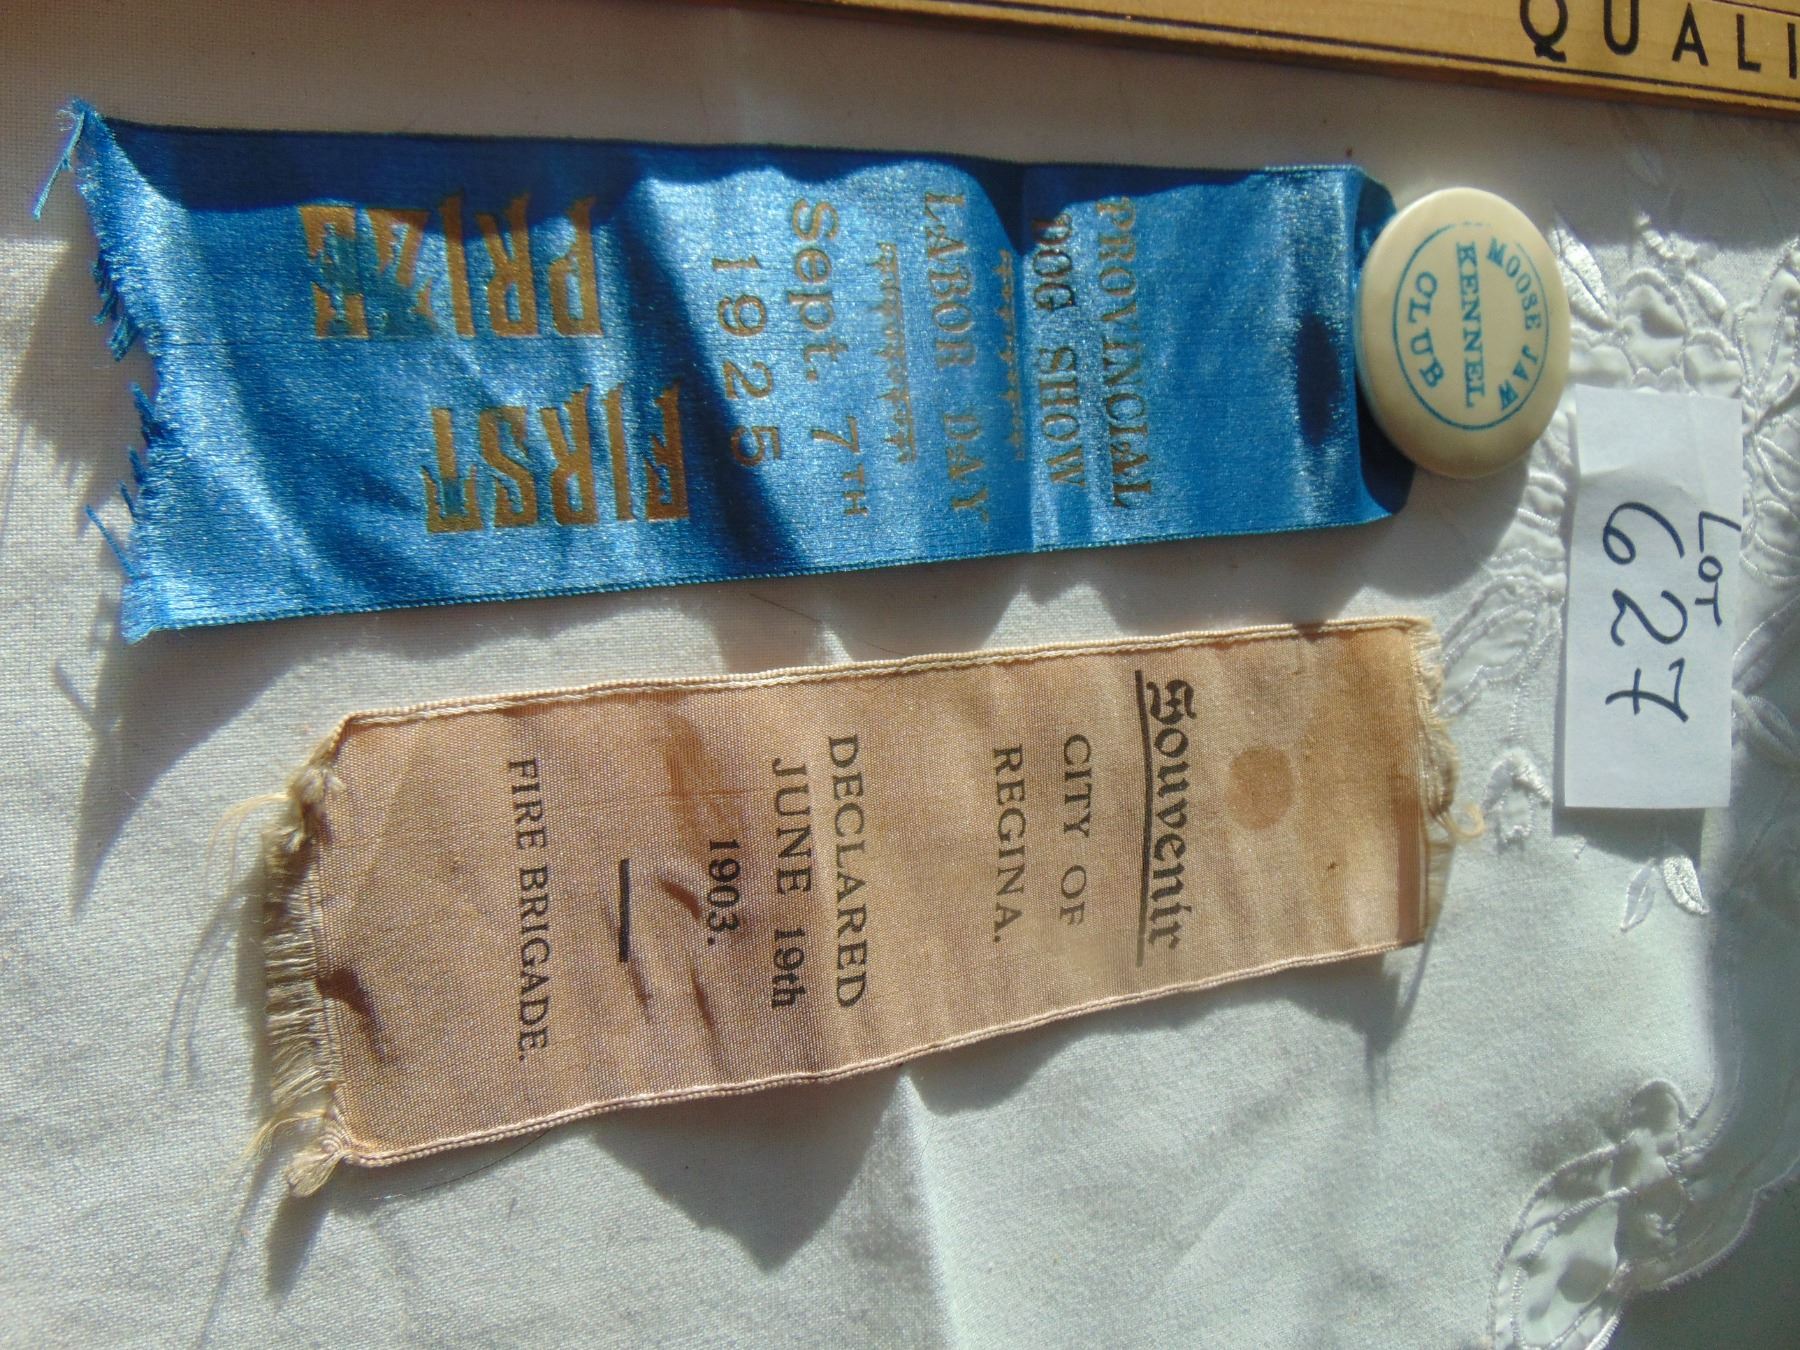 MOOSE JAW
KENNEL
CLUB
PROVINCIAL
DOG SHOW
LABOR DAY
Sept. 7TH
1925
FIRST
PRIZE
Souvenir
CITY OF
REGINA.
DECLARED
JUNE 19th
1903.
FIRE BRIGADE.
LOT
627
QUALI